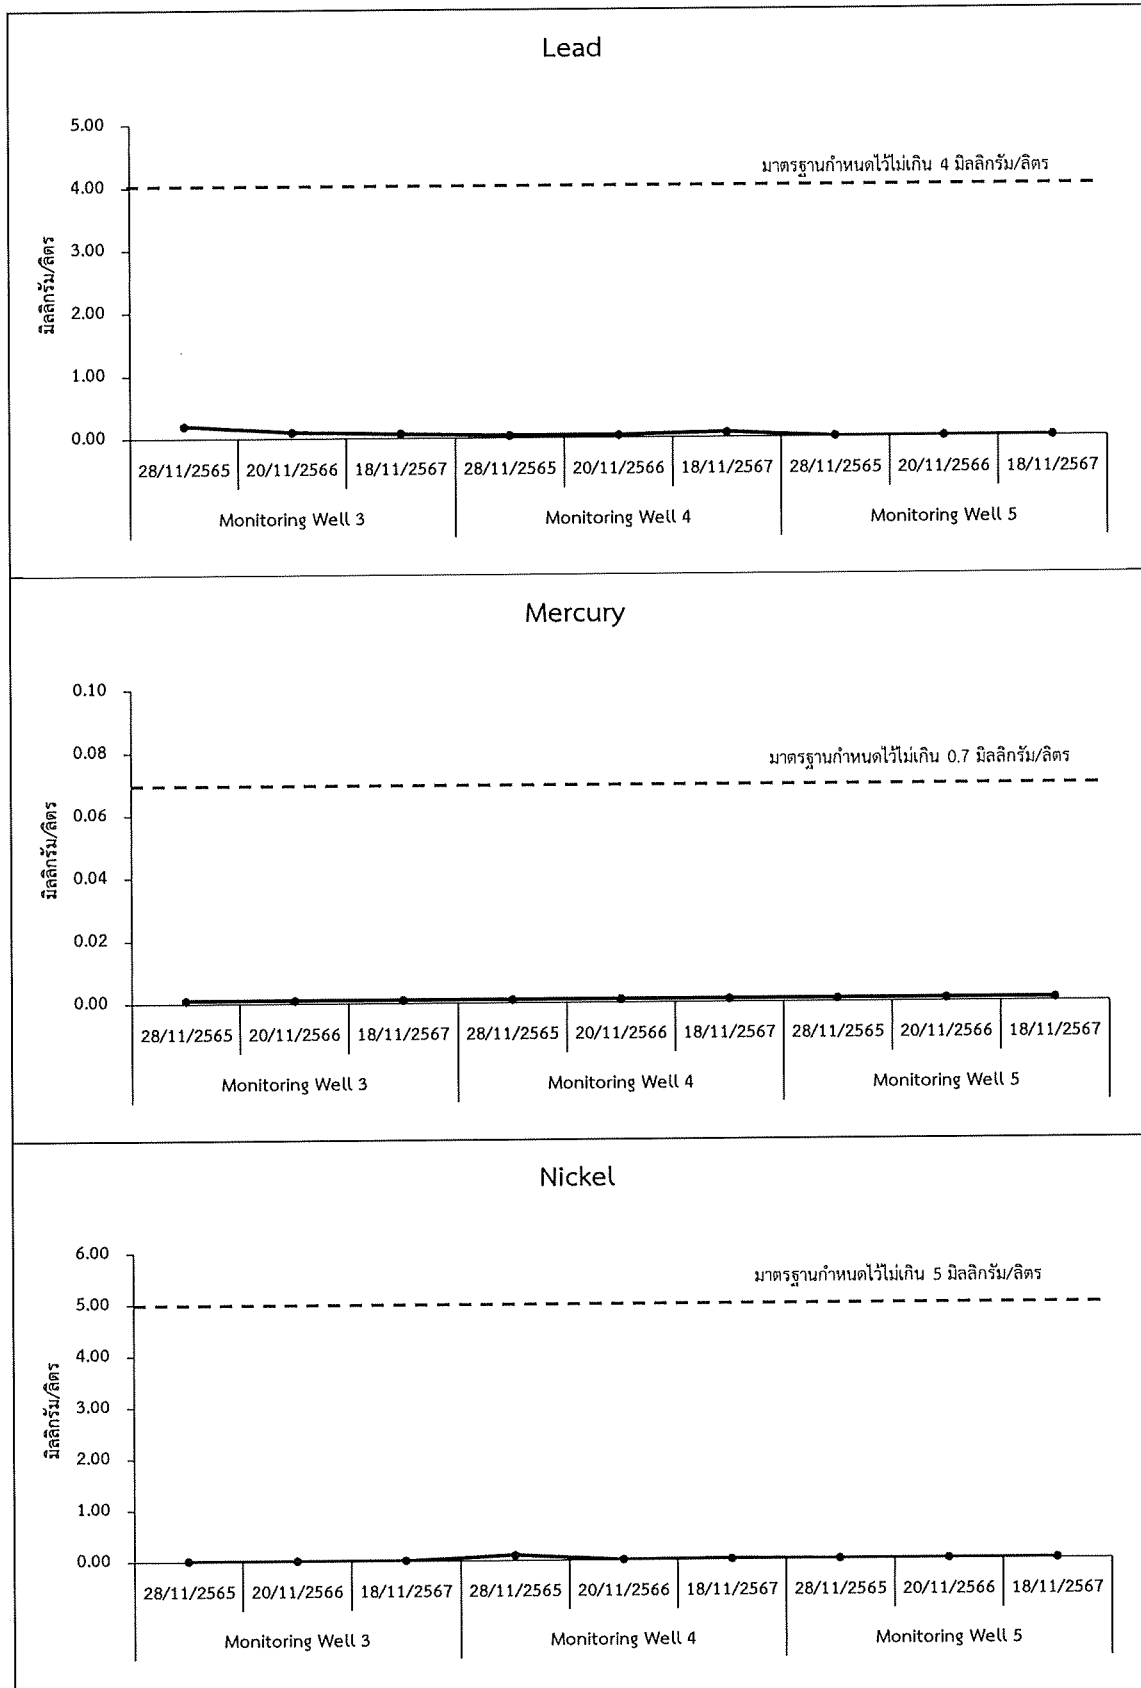 Lead
5.00
มาตรฐานกำหนดไว้ไม่เกิน 4 มิลลิกรัม/ลิตร
4.00
3.00
มิลลิกรัม/ลิตร
2.00
1.00
0.00
28/11/2565 20/11/2566 18/11/2567 28/11/2565 20/11/2566 18/11/2567 28/11/2565 20/11/2566 18/11/2567
Monitoring Well 3 Monitoring Well 4 Monitoring Well 5
Mercury
0.10
0.08
มาตรฐานกำหนดไว้ไม่เกิน 0.7 มิลลิกรัม/ลิตร
0.06
มิลลิกรัม/ลิตร
0.04
0.02
0.00
28/11/2565 20/11/2566 18/11/2567 28/11/2565 20/11/2566 18/11/2567 28/11/2565 20/11/2566 18/11/2567
Monitoring Well 3 Monitoring Well 4 Monitoring Well 5
Nickel
6.00
มาตรฐานกำหนดไว้ไม่เกิน 5 มิลลิกรัม/ลิตร
5.00
4.00
3.00
มิลลิกรัม/ลิตร
2.00
1.00
0.00
28/11/2565 20/11/2566 18/11/2567 28/11/2565 20/11/2566 18/11/2567 28/11/2565 20/11/2566 18/11/2567
Monitoring Well 3 Monitoring Well 4 Monitoring Well 5